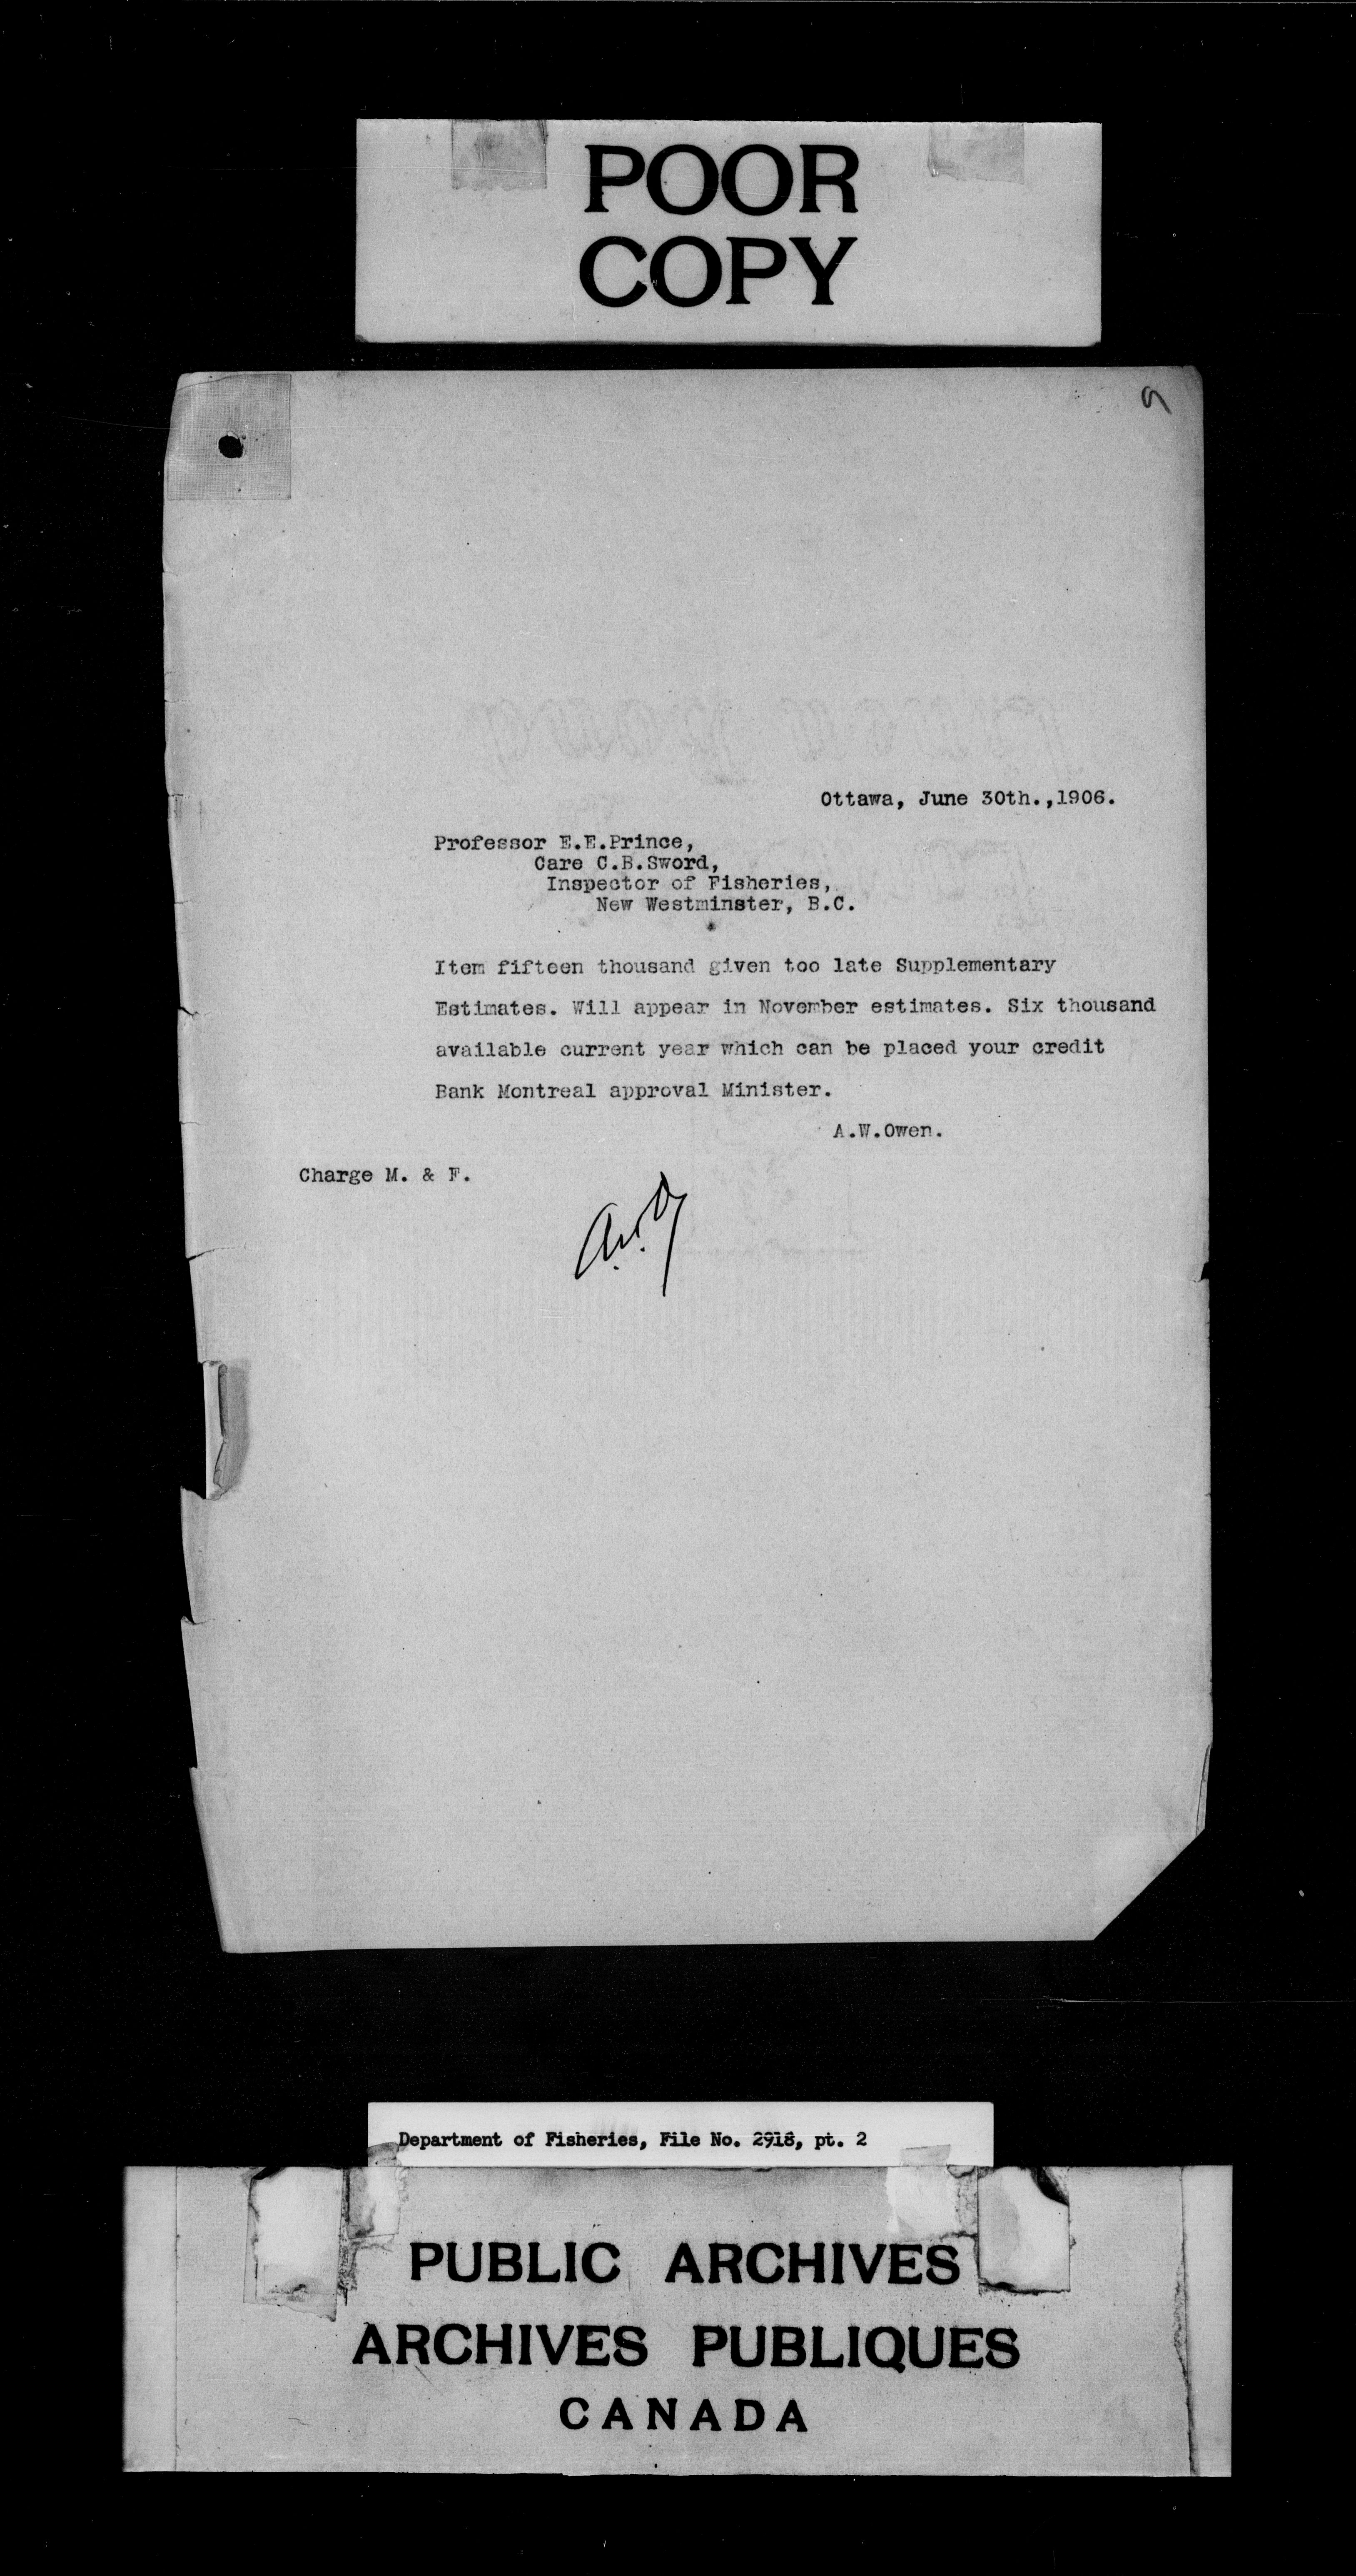 POOR
COPY
9
Ottawa, June 30th.,1906.
Professor E.E.Prince,
Care C.B.Sword,
Inspector of Fisheries,
New Westminster, B.C.
Item fifteen thousand given too late Supplementary
Estimates. Will appear in November estimates. Six thousand
available current year which can be placed your credit
Bank Montreal approval Minister.
A.W.Owen.
Charge M. & F.
A.W.O
Department of Fisheries, File No. 2918, pt. 2
PUBLIC ARCHIVES
ARCHIVES PUBLIQUES
CANADA